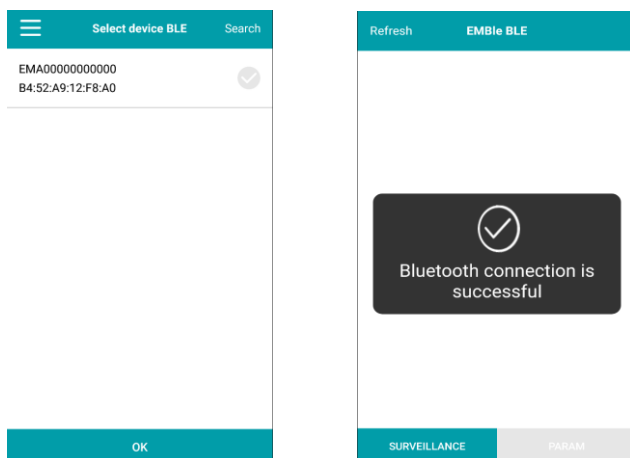 Select device BLE Search
EMA00000000000
B4:52:A9:12:F8:A0
OK
Refresh EMBle BLE
Bluetooth connection is
successful
SURVEILLANCE PARAM